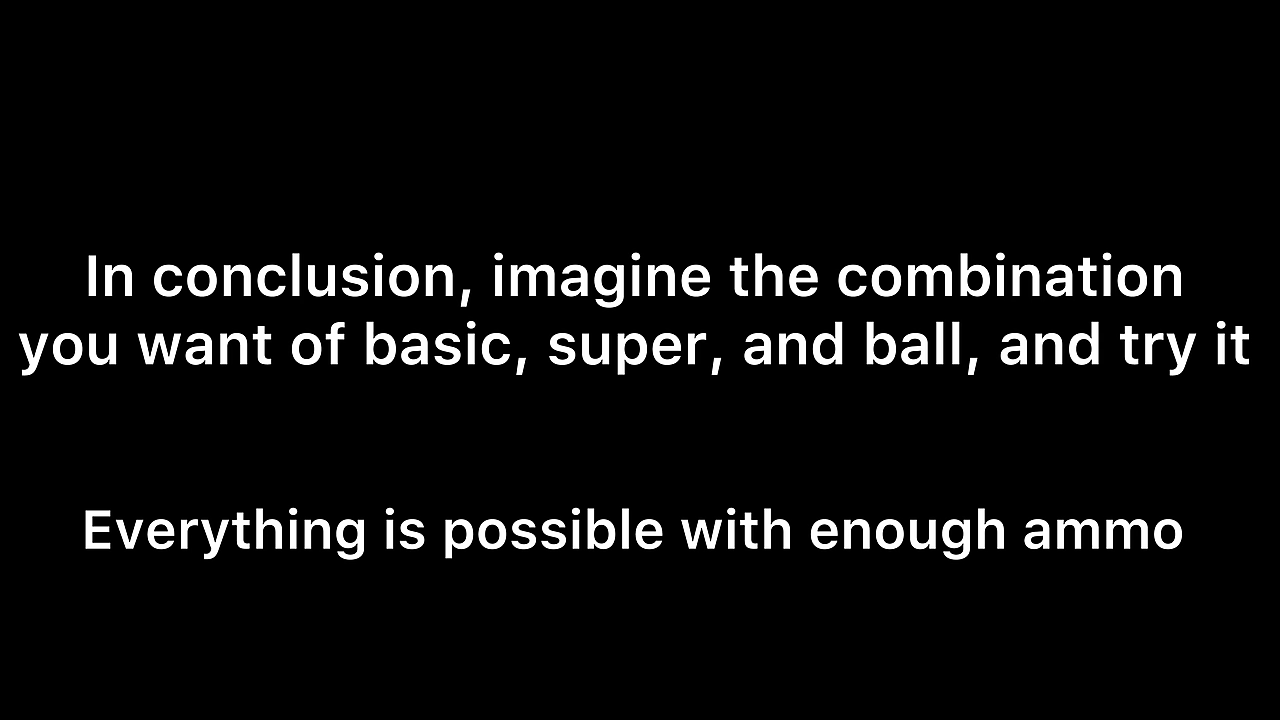 In conclusion, imagine the combination
you want of basic, super, and ball, and try it
Everything is possible with enough ammo